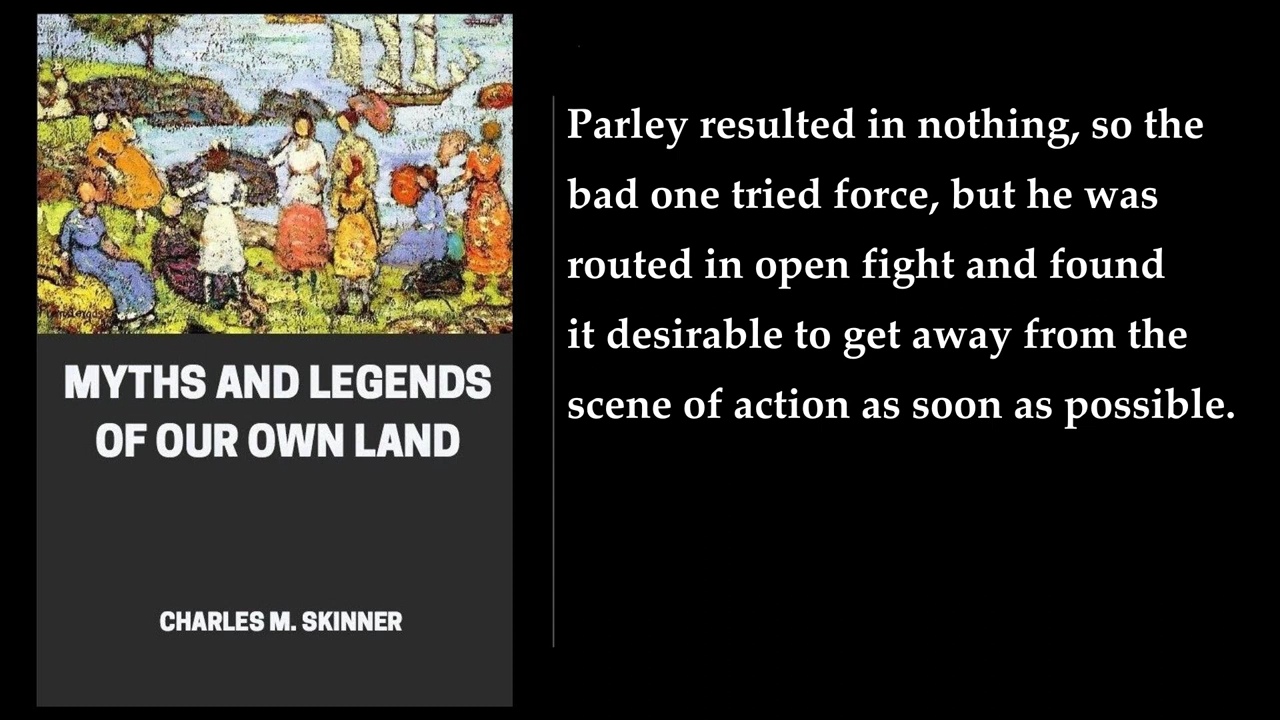 MYTHS AND LEGENDS
OF OUR OWN LAND
CHARLES M. SKINNER
Parley resulted in nothing, so the
bad one tried force, but he was
routed in open fight and found
it desirable to get away from the
scene of action as soon as possible.